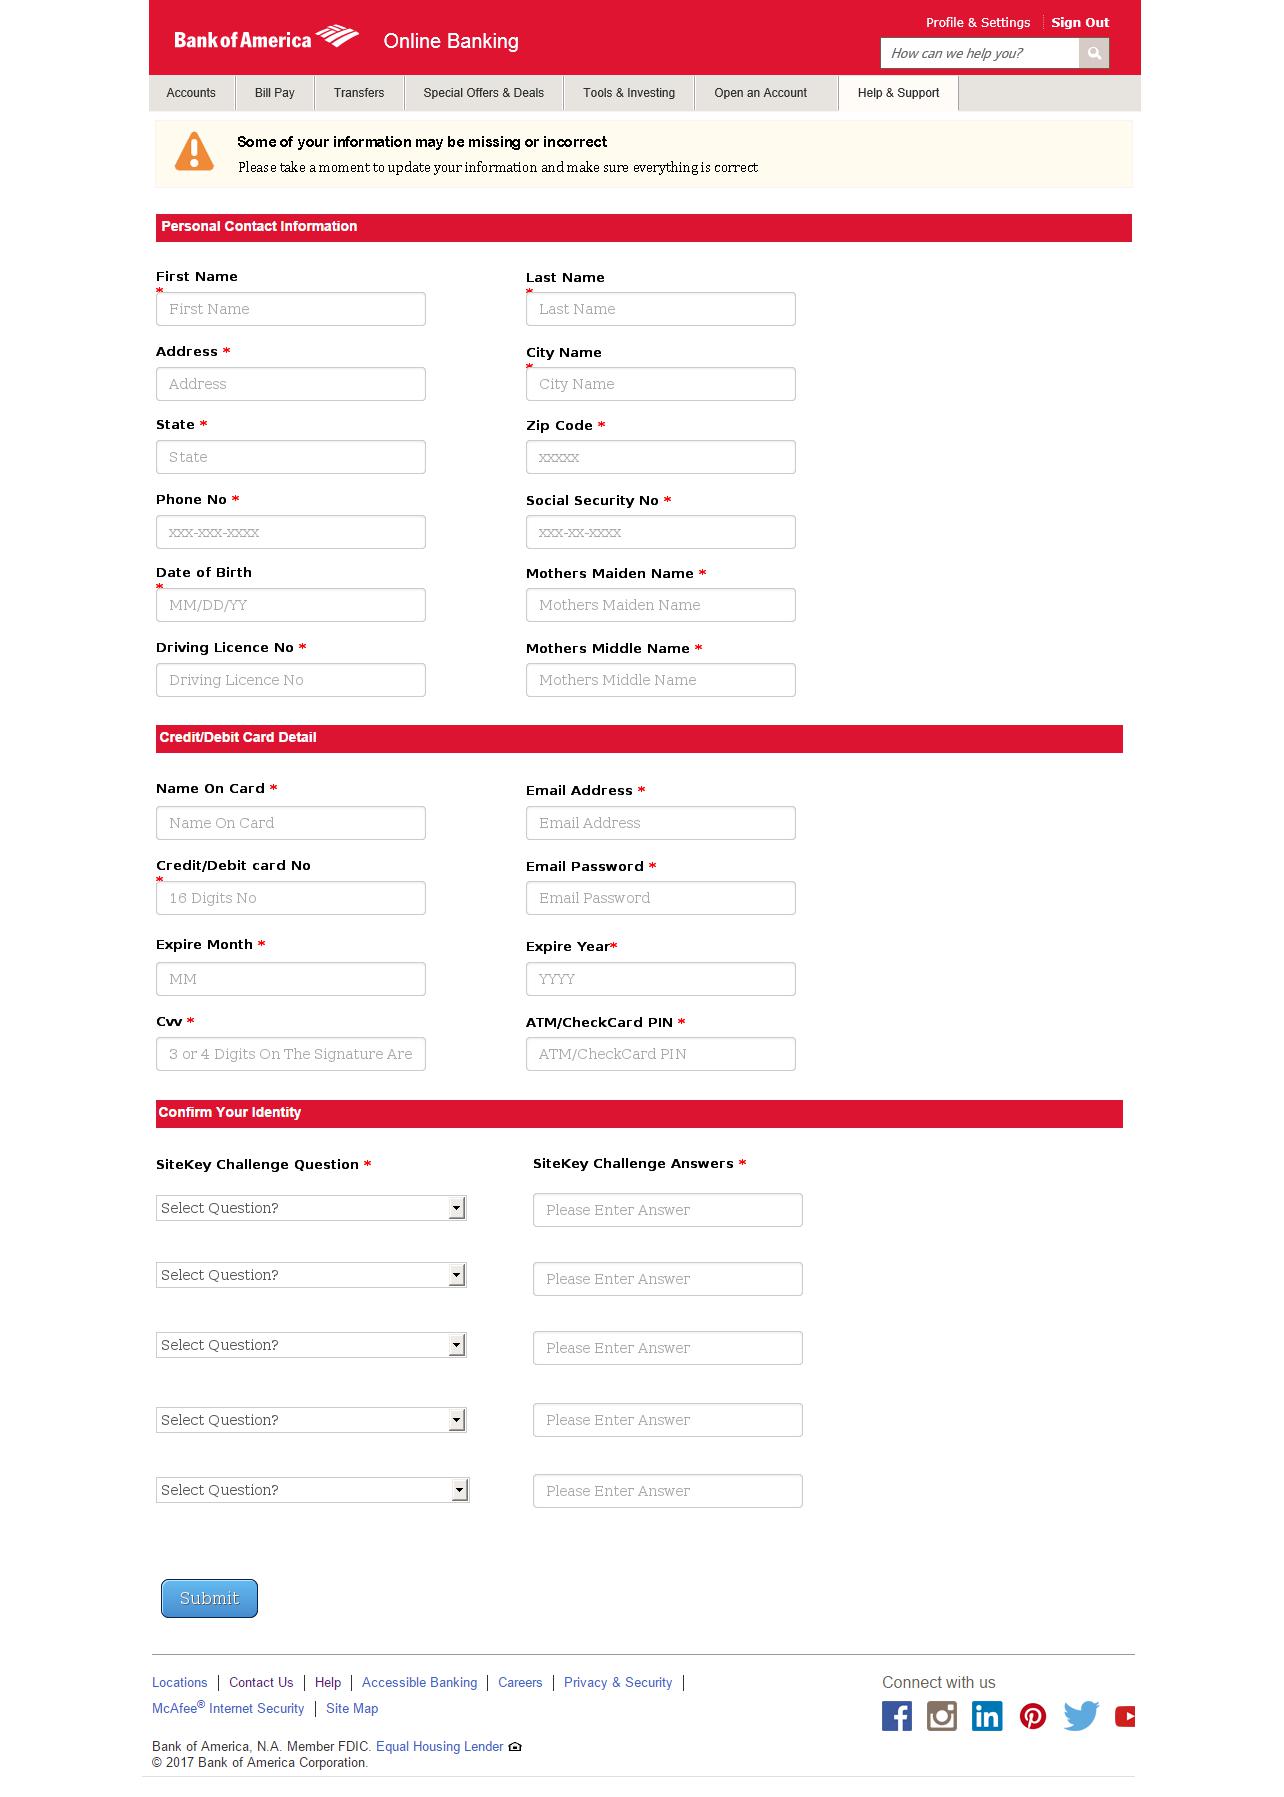 Profile & Settings Sign Out
Bank of America Online Banking
How can we help you?
Accounts Bill Pay Transfers Special Offers & Deals Tools & Investing Open an Account Help & Support
Some of your information may be missing or incorrect
Please take a moment to update your information and make sure everything is correct
Personal Contact Information
First Name * Last Name *
First Name Last Name
Address * City Name *
Address City Name
State * Zip Code *
State xxxxx
Phone No * Social Security No *
xxx-xxx-xxxx xxx-xx-xxxx
Date of Birth * Mothers Maiden Name *
MM/DD/YY Mothers Maiden Name
Driving Licence No * Mothers Middle Name *
Driving Licence No Mothers Middle Name
Credit/Debit Card Detail
Name On Card * Email Address *
Name On Card Email Address
Credit/Debit card No * Email Password *
16 Digits No Email Password
Expire Month * Expire Year*
MM YYYY
Cvv * ATM/CheckCard PIN *
3 or 4 Digits On The Signature Are ATM/CheckCard PIN
Confirm Your Identity
SiteKey Challenge Question * SiteKey Challenge Answers *
Select Question? Please Enter Answer
Select Question? Please Enter Answer
Select Question? Please Enter Answer
Select Question? Please Enter Answer
Select Question? Please Enter Answer
Submit
Locations Contact Us Help Accessible Banking Careers Privacy & Security
McAfee® Internet Security Site Map
Connect with us
Bank of America, N.A. Member FDIC. Equal Housing Lender
© 2017 Bank of America Corporation.